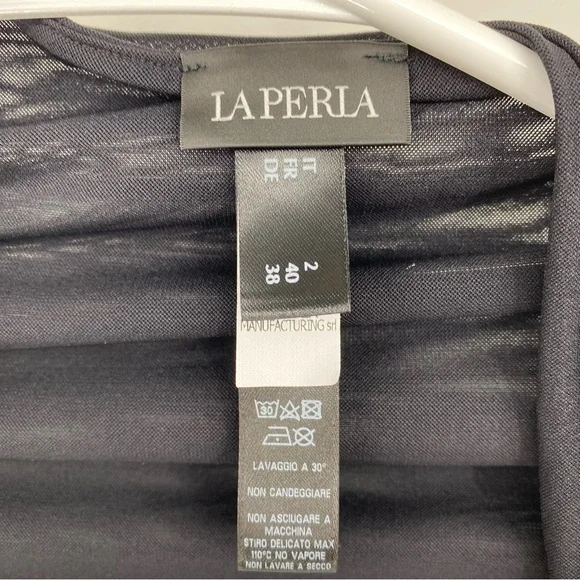 LA PERLA
IT 2
FR 40
DE 38
MANUFACTURING srl
30
LAVAGGIO A 30°
NON CANDEGGIARE
NON ASCIUGARE A
MACCHINA
STIRO DELICATO MAX
110°C NO VAPORE
NON LAVARE A SECCO